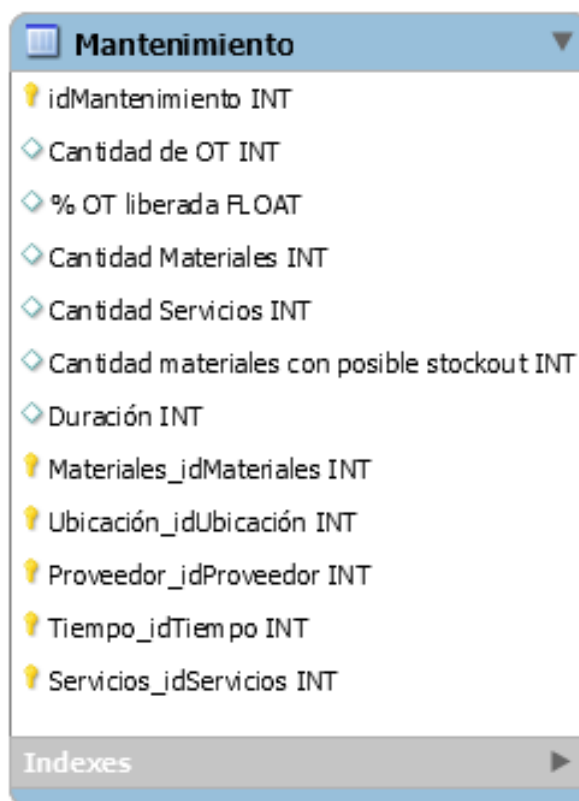 Mantenimiento
idMantenimiento INT
Cantidad de OT INT
% OT liberada FLOAT
Cantidad Materiales INT
Cantidad Servicios INT
Cantidad materiales con posible stockout INT
Duración INT
Materiales_idMateriales INT
Ubicación_idUbicación INT
Proveedor_idProveedor INT
Tiempo_idTiempo INT
Servicios_idServicios INT
Indexes